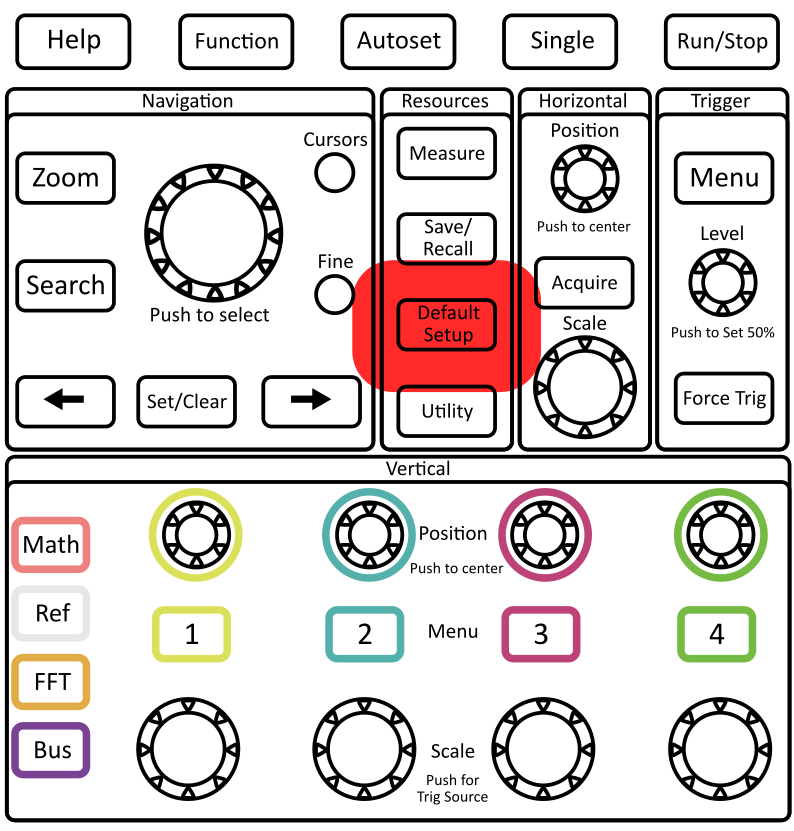 Help
Function
Autoset
Single
Run/Stop
Navigation
Zoom
Search
Cursors
Fine
Push to select
Set/Clear
Resources
Measure
Save/
Recall
Default
Setup
Utility
Horizontal
Position
Push to center
Acquire
Scale
Trigger
Menu
Level
Push to Set 50%
Force Trig
Vertical
Math
Ref
FFT
Bus
Position
Push to center
1
2
Menu
3
4
Scale
Push for
Trig Source